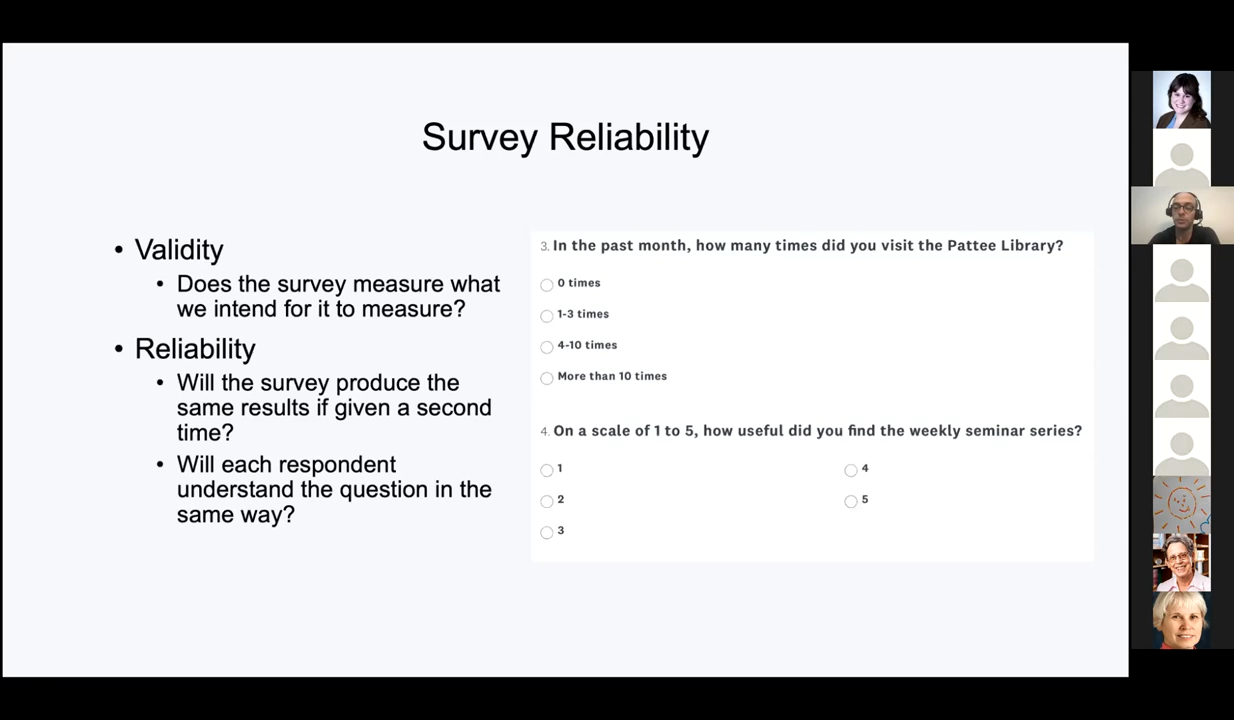 Survey Reliability
• Validity
• Does the survey measure what
we intend for it to measure?
• Reliability
• Will the survey produce the
same results if given a second
time?
• Will each respondent
understand the question in the
same way?
3. In the past month, how many times did you visit the Pattee Library?
0 times
1-3 times
4-10 times
More than 10 times
4. On a scale of 1 to 5, how useful did you find the weekly seminar series?
1
2
3
4
5